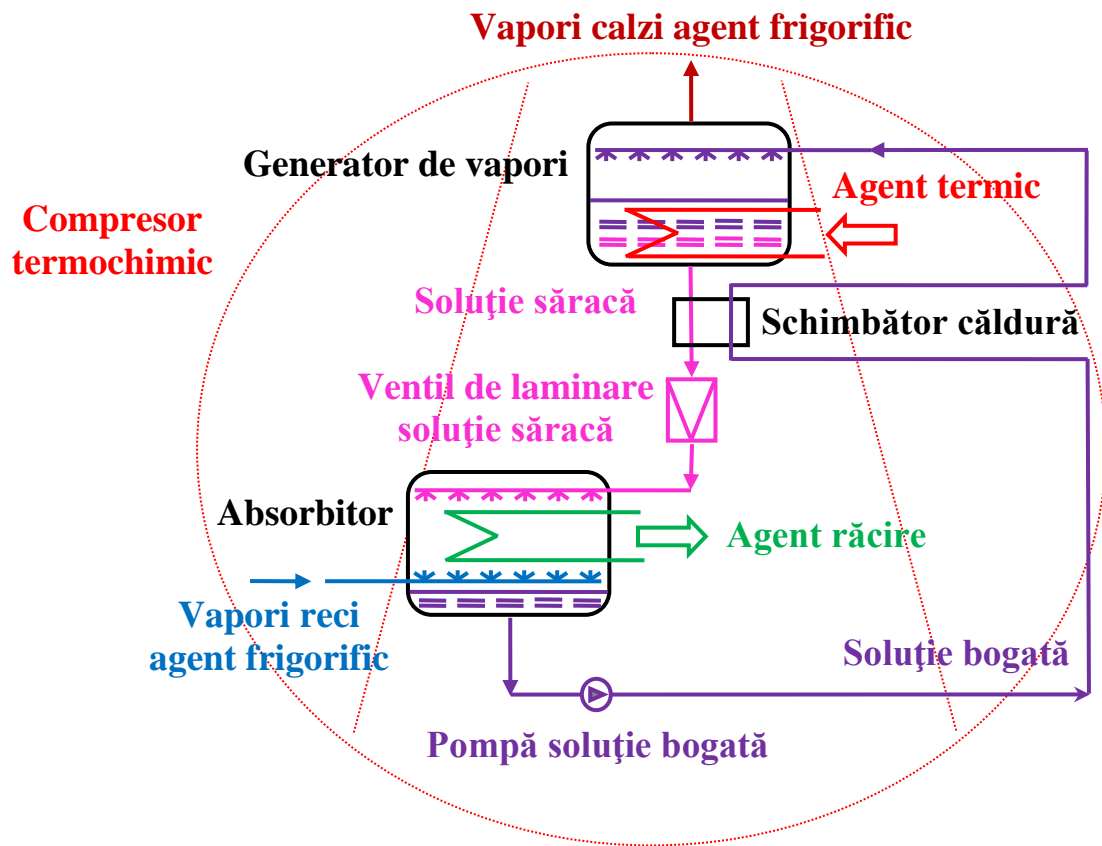 Vapori calzi agent frigorific
Generator de vapori
Agent termic
Compresor
termochimic
Soluţie săracă
Schimbător căldură
Ventil de laminare
soluţie săracă
Absorbitor
Agent răcire
Vapori reci
agent frigorific
Soluţie bogată
Pompă soluţie bogată